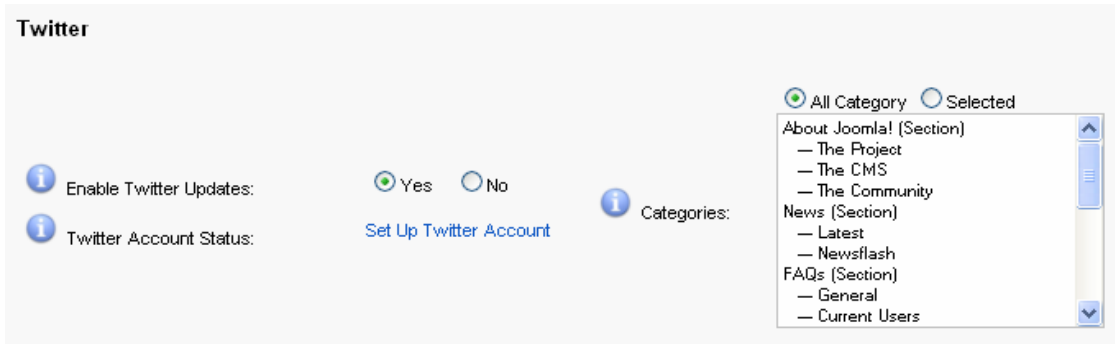 Twitter
All Category Selected
About Joomla! (Section)
— The Project
— The CMS
— The Community
News (Section)
— Latest
— Newsflash
FAQs (Section)
— General
— Current Users
Enable Twitter Updates: Yes No
Categories:
Twitter Account Status: Set Up Twitter Account